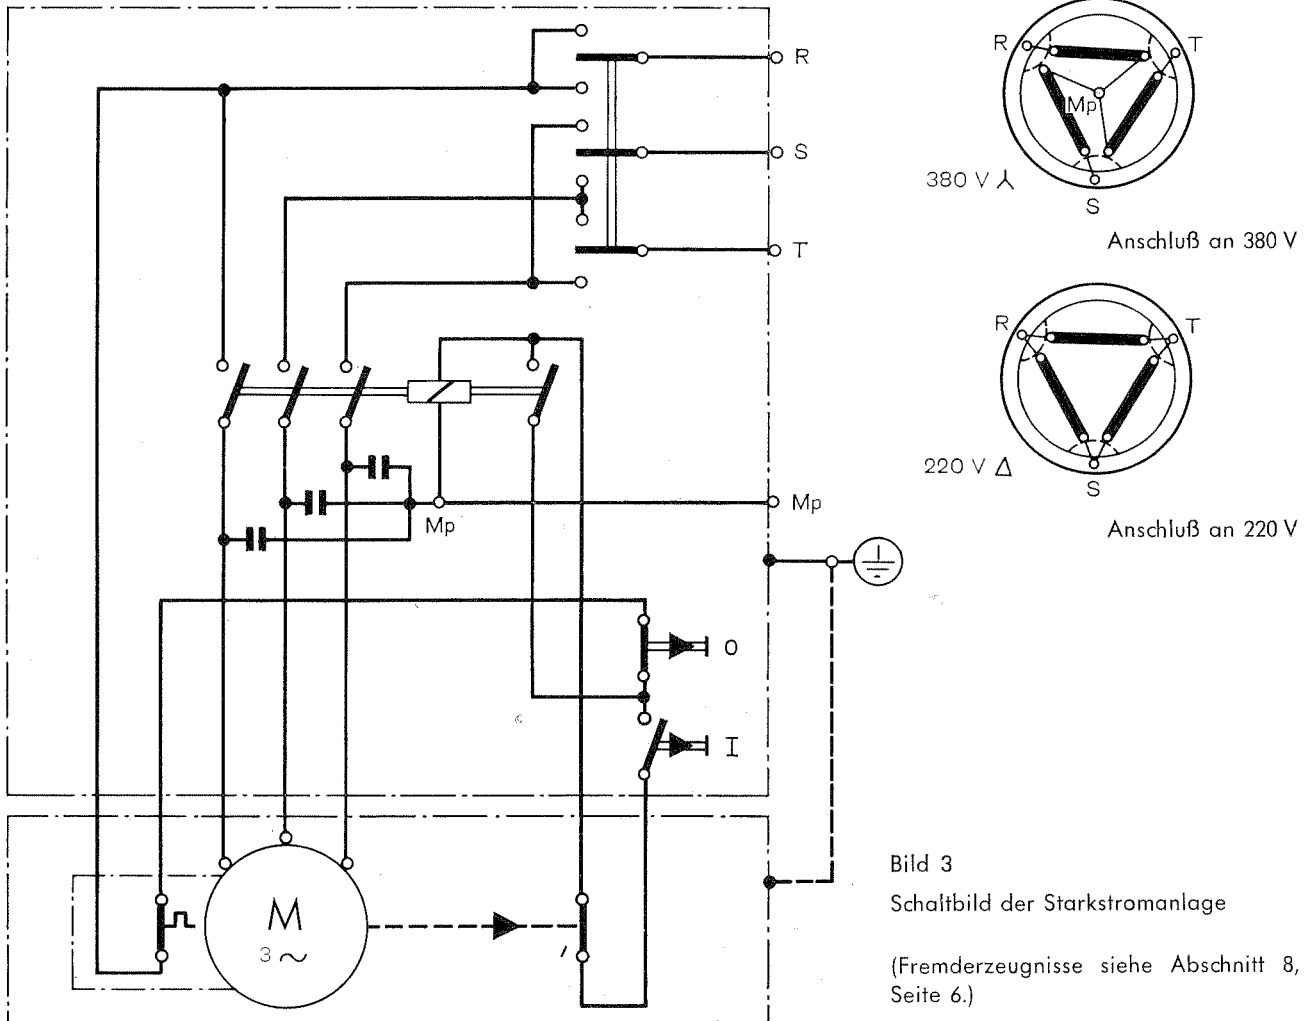 R
S
T
Mp
Mp
O
I
M
3 ~
R
T
Mp
380 V ⅄
S
Anschluß an 380 V
R
T
220 V Δ
S
Anschluß an 220 V
Bild 3
Schaltbild der Starkstromanlage
(Fremderzeugnisse siehe Abschnitt 8,
Seite 6.)